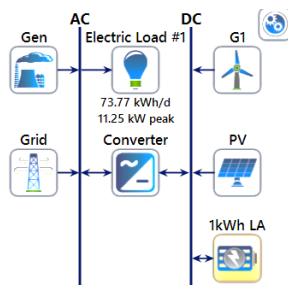 AC DC
Gen Electric Load #1 G1
73.77 kWh/d
11.25 kW peak
Grid Converter PV
1kWh LA